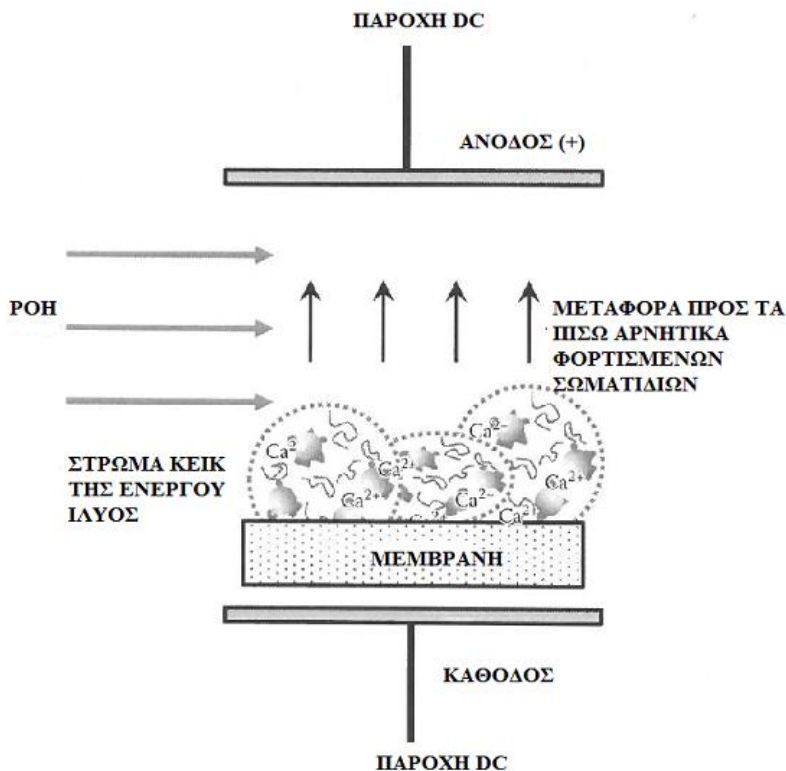 ΠΑΡΟΧΗ DC
ΑΝΟΔΟΣ (+)
ΡΟΗ
ΜΕΤΑΦΟΡΑ ΠΡΟΣ ΤΑ
ΠΙΣΩ ΑΡΝΗΤΙΚΑ
ΦΟΡΤΙΣΜΕΝΩΝ
ΣΩΜΑΤΙΔΙΩΝ
ΣΤΡΩΜΑ ΚΕΙΚ
ΤΗΣ ΕΝΕΡΓΟΥ
ΙΛΥΟΣ
Ca²⁺
Ca²⁺
Ca²⁺
ΜΕΜΒΡΑΝΗ
ΚΑΘΟΔΟΣ
ΠΑΡΟΧΗ DC